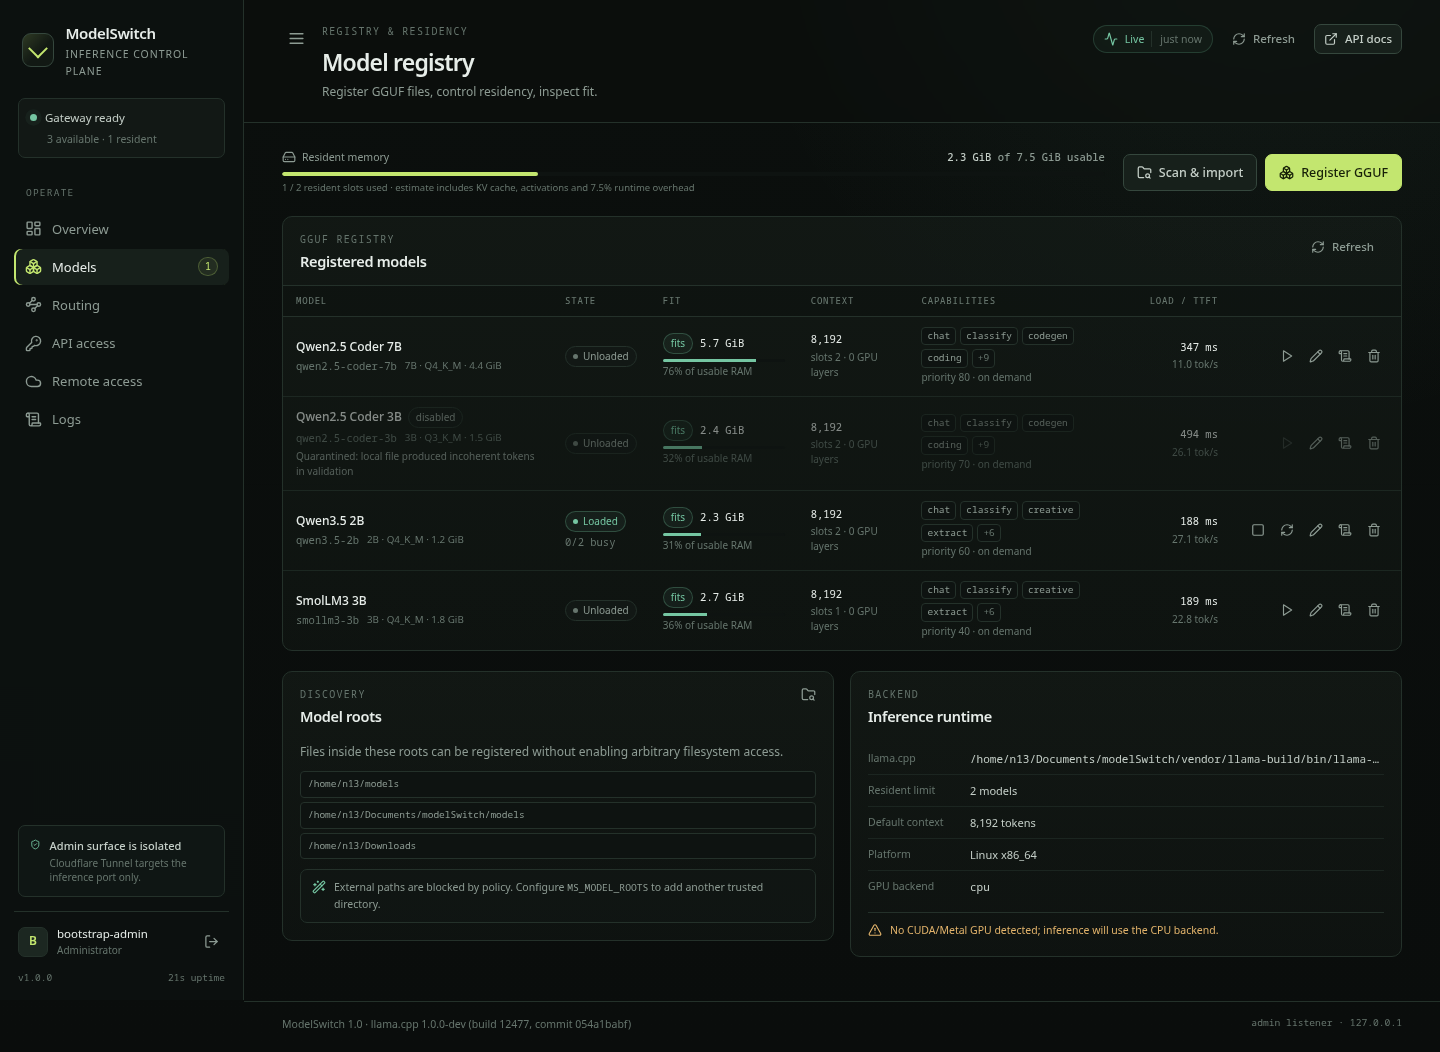 ModelSwitch
INFERENCE CONTROL
PLANE
Gateway ready
3 available · 1 resident
OPERATE
Overview
Models
1
Routing
API access
Remote access
Logs
Admin surface is isolated
Cloudflare Tunnel targets the
inference port only.
B
bootstrap-admin
Administrator
v1.0.0
21s uptime
REGISTRY & RESIDENCY
Model registry
Register GGUF files, control residency, inspect fit.
Live
just now
Refresh
API docs
Resident memory
2.3 GiB of 7.5 GiB usable
1 / 2 resident slots used · estimate includes KV cache, activations and 7.5% runtime overhead
Scan & import
Register GGUF
GGUF REGISTRY
Registered models
Refresh
MODEL
STATE
FIT
CONTEXT
CAPABILITIES
LOAD / TTFT
Qwen2.5 Coder 7B
qwen2.5-coder-7b 7B · Q4_K_M · 4.4 GiB
Unloaded
fits 5.7 GiB
76% of usable RAM
8,192
slots 2 · 0 GPU
layers
chat classify codegen
coding +9
priority 80 · on demand
347 ms
11.0 tok/s
Qwen2.5 Coder 3B disabled
qwen2.5-coder-3b 3B · Q3_K_M · 1.5 GiB
Quarantined: local file produced incoherent tokens
in validation
Unloaded
fits 2.4 GiB
32% of usable RAM
8,192
slots 2 · 0 GPU
layers
chat classify codegen
coding +9
priority 70 · on demand
494 ms
26.1 tok/s
Qwen3.5 2B
qwen3.5-2b 2B · Q4_K_M · 1.2 GiB
Loaded
0/2 busy
fits 2.3 GiB
31% of usable RAM
8,192
slots 2 · 0 GPU
layers
chat classify creative
extract +6
priority 60 · on demand
188 ms
27.1 tok/s
SmolLM3 3B
smollm3-3b 3B · Q4_K_M · 1.8 GiB
Unloaded
fits 2.7 GiB
36% of usable RAM
8,192
slots 1 · 0 GPU
layers
chat classify creative
extract +6
priority 40 · on demand
189 ms
22.8 tok/s
DISCOVERY
Model roots
Files inside these roots can be registered without enabling arbitrary filesystem access.
/home/n13/models
/home/n13/Documents/modelSwitch/models
/home/n13/Downloads
External paths are blocked by policy. Configure MS_MODEL_ROOTS to add another trusted
directory.
BACKEND
Inference runtime
llama.cpp /home/n13/Documents/modelSwitch/vendor/llama-build/bin/llama-…
Resident limit 2 models
Default context 8,192 tokens
Platform Linux x86_64
GPU backend cpu
No CUDA/Metal GPU detected; inference will use the CPU backend.
ModelSwitch 1.0 · llama.cpp 1.0.0-dev (build 12477, commit 054a1babf)
admin listener · 127.0.0.1